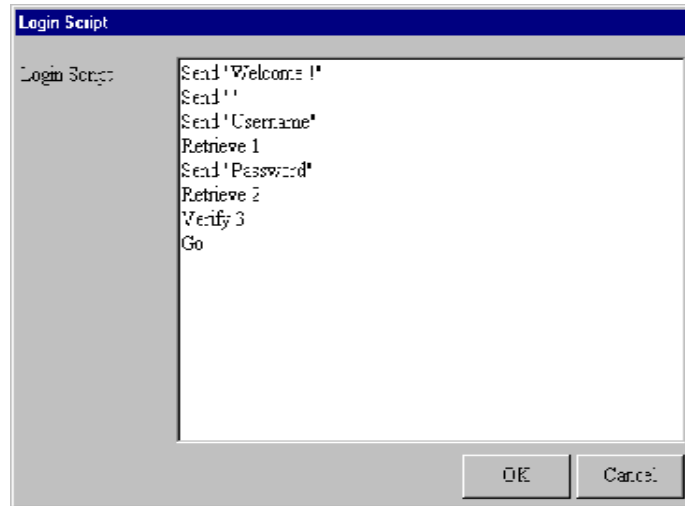 Login Script
Login Script
Send "Welcome !"
Send " "
Send "Username"
Retrieve 1
Send "Password"
Retrieve 2
Verify 3
Go
OK
Cancel